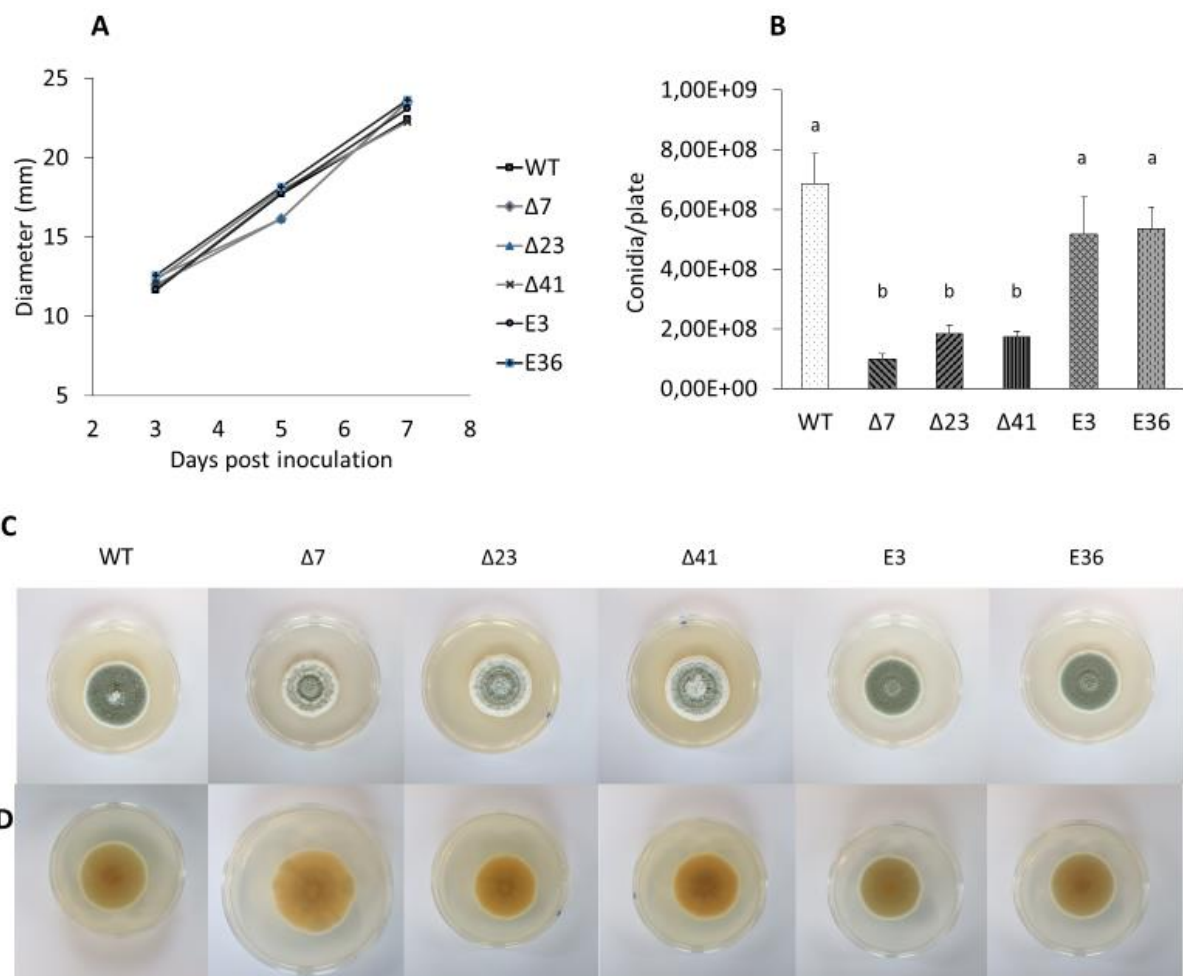 A
25
20
15
10
5
Diameter (mm)
2 3 4 5 6 7 8
Days post inoculation
WT
Δ7
Δ23
Δ41
E3
E36
B
1,00E+09
8,00E+08
6,00E+08
4,00E+08
2,00E+08
0,00E+00
Conidia/plate
a
b
b
b
a
a
WT Δ7 Δ23 Δ41 E3 E36
C
WT Δ7 Δ23 Δ41 E3 E36
D